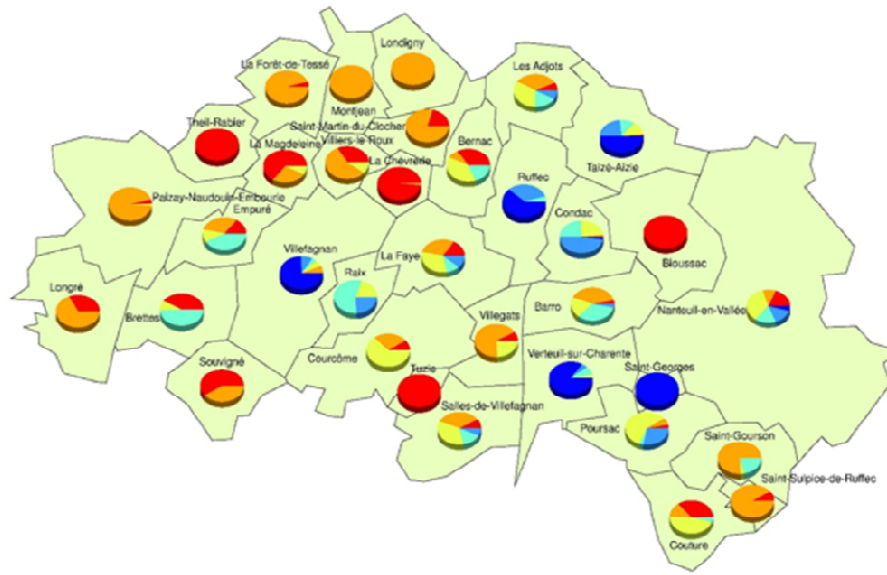 Londigny
La Forêt-de-Tessé
Les Adjots
Montjean
Theil-Rabier
Saint-Martin-du-Clocher
La Magdeleine
Villiers-le-Roux
Bernac
La Chèvrerie
Taizé-Aizie
Ruffec
Paizay-Naudouin-Embourie
Empuré
Condac
Bioussac
Villefagnan
La Faye
Raix
Longré
Brettes
Barro
Nanteuil-en-Vallée
Villegats
Courcôme
Verteuil-sur-Charente
Souvigné
Tuzie
Saint-Georges
Salles-de-Villefagnan
Poursac
Saint-Gourson
Saint-Sulpice-de-Ruffec
Couture